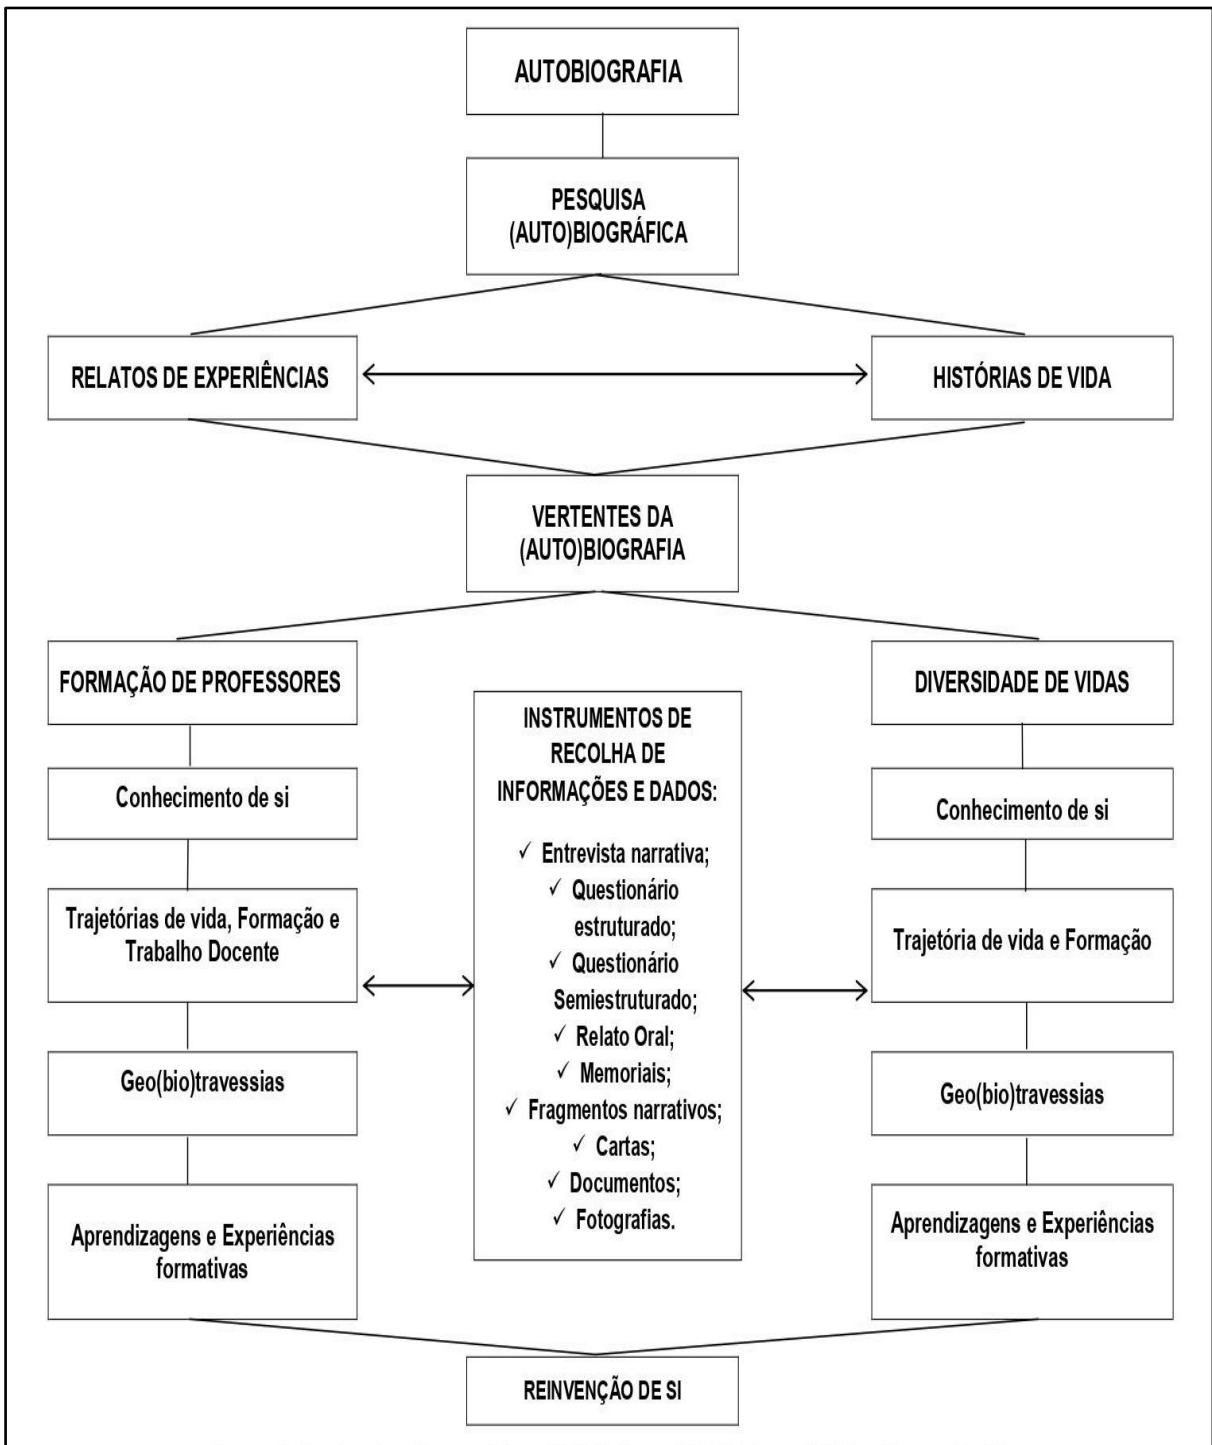 AUTOBIOGRAFIA
PESQUISA
(AUTO)BIOGRÁFICA
RELATOS DE EXPERIÊNCIAS
HISTÓRIAS DE VIDA
VERTENTES DA
(AUTO)BIOGRAFIA
FORMAÇÃO DE PROFESSORES
DIVERSIDADE DE VIDAS
Conhecimento de si
Trajetórias de vida, Formação e
Trabalho Docente
Geo(bio)travessias
Aprendizagens e Experiências
formativas
INSTRUMENTOS DE
RECOLHA DE
INFORMAÇÕES E DADOS:
✓ Entrevista narrativa;
✓ Questionário
estruturado;
✓ Questionário
Semiestruturado;
✓ Relato Oral;
✓ Memoriais;
✓ Fragmentos narrativos;
✓ Cartas;
✓ Documentos;
✓ Fotografias.
Conhecimento de si
Trajetória de vida e Formação
Geo(bio)travessias
Aprendizagens e Experiências
formativas
REINVENÇÃO DE SI